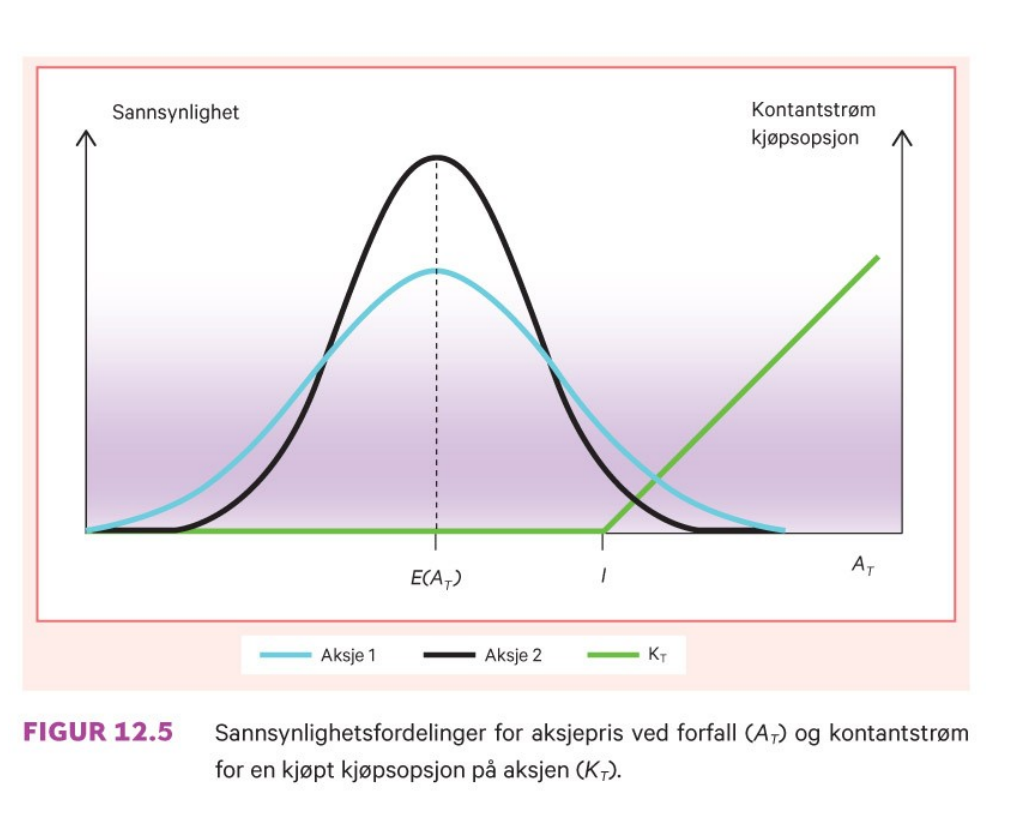 Sannsynlighet
Kontantstrøm
kjøpsopsjon
E(A_T)
I
A_T
Aksje 1
Aksje 2
K_T
FIGUR 12.5 Sannsynlighetsfordelinger for aksjepris ved forfall (A_T) og kontantstrøm
for en kjøpt kjøpsopsjon på aksjen (K_T).